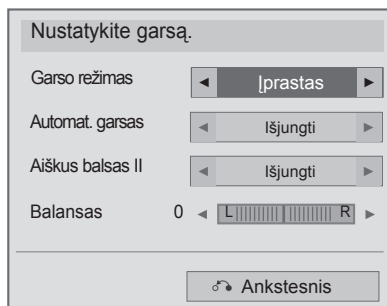 Nustatykite garsą.
Garso režimas ◄ Įprastas ►
Automat. garsas ◄ Išjungti ►
Aiškus balsas II ◄ Išjungti ►
Balansas 0 ◄ L R ►
Ankstesnis